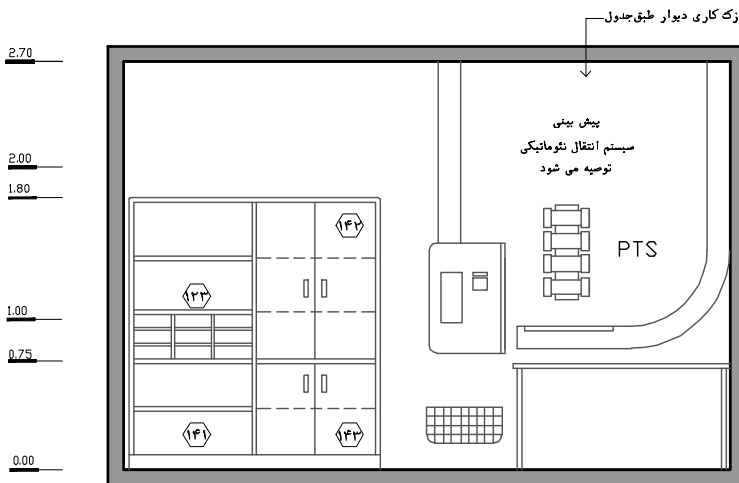 زک کاری دیوار طبق جدول
2.70
پیش بینی
سیستم انتقال نئوماتیکی
توصیه می شود
2.00
1.80
۱۴۲
PTS
۱۲۳
1.00
0.75
۱۴۱
۱۴۳
0.00